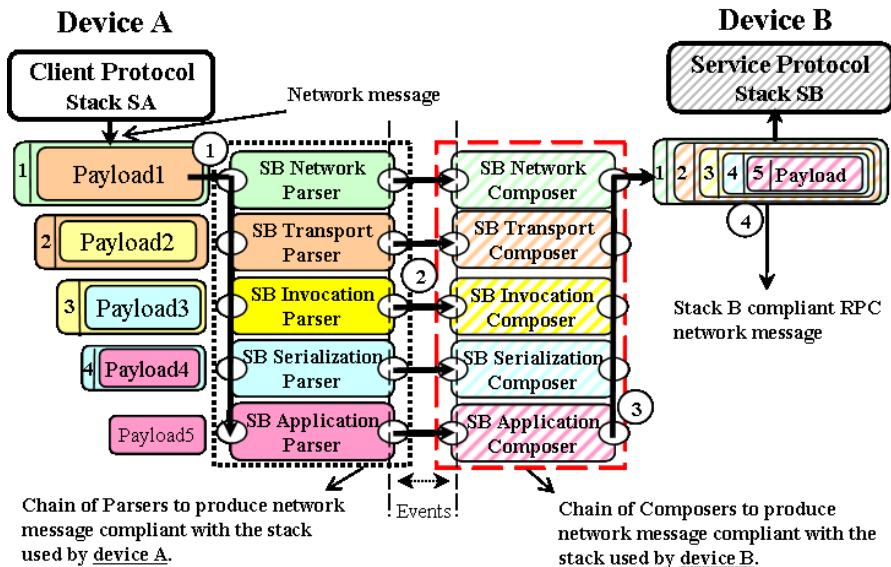 Device A
Device B
Client Protocol
Stack SA
Service Protocol
Stack SB
Network message
1
1 Payload1
SB Network
Parser
SB Network
Composer
1 2 3 4 5 Payload
2 Payload2
SB Transport
Parser
SB Transport
Composer
4
2
3 Payload3
SB Invocation
Parser
SB Invocation
Composer
Stack B compliant RPC
network message
4 Payload4
SB Serialization
Parser
SB Serialization
Composer
3
Payload5
SB Application
Parser
SB Application
Composer
Chain of Parsers to produce network
message compliant with the stack
used by device A.
Events
Chain of Composers to produce
network message compliant with the
stack used by device B.